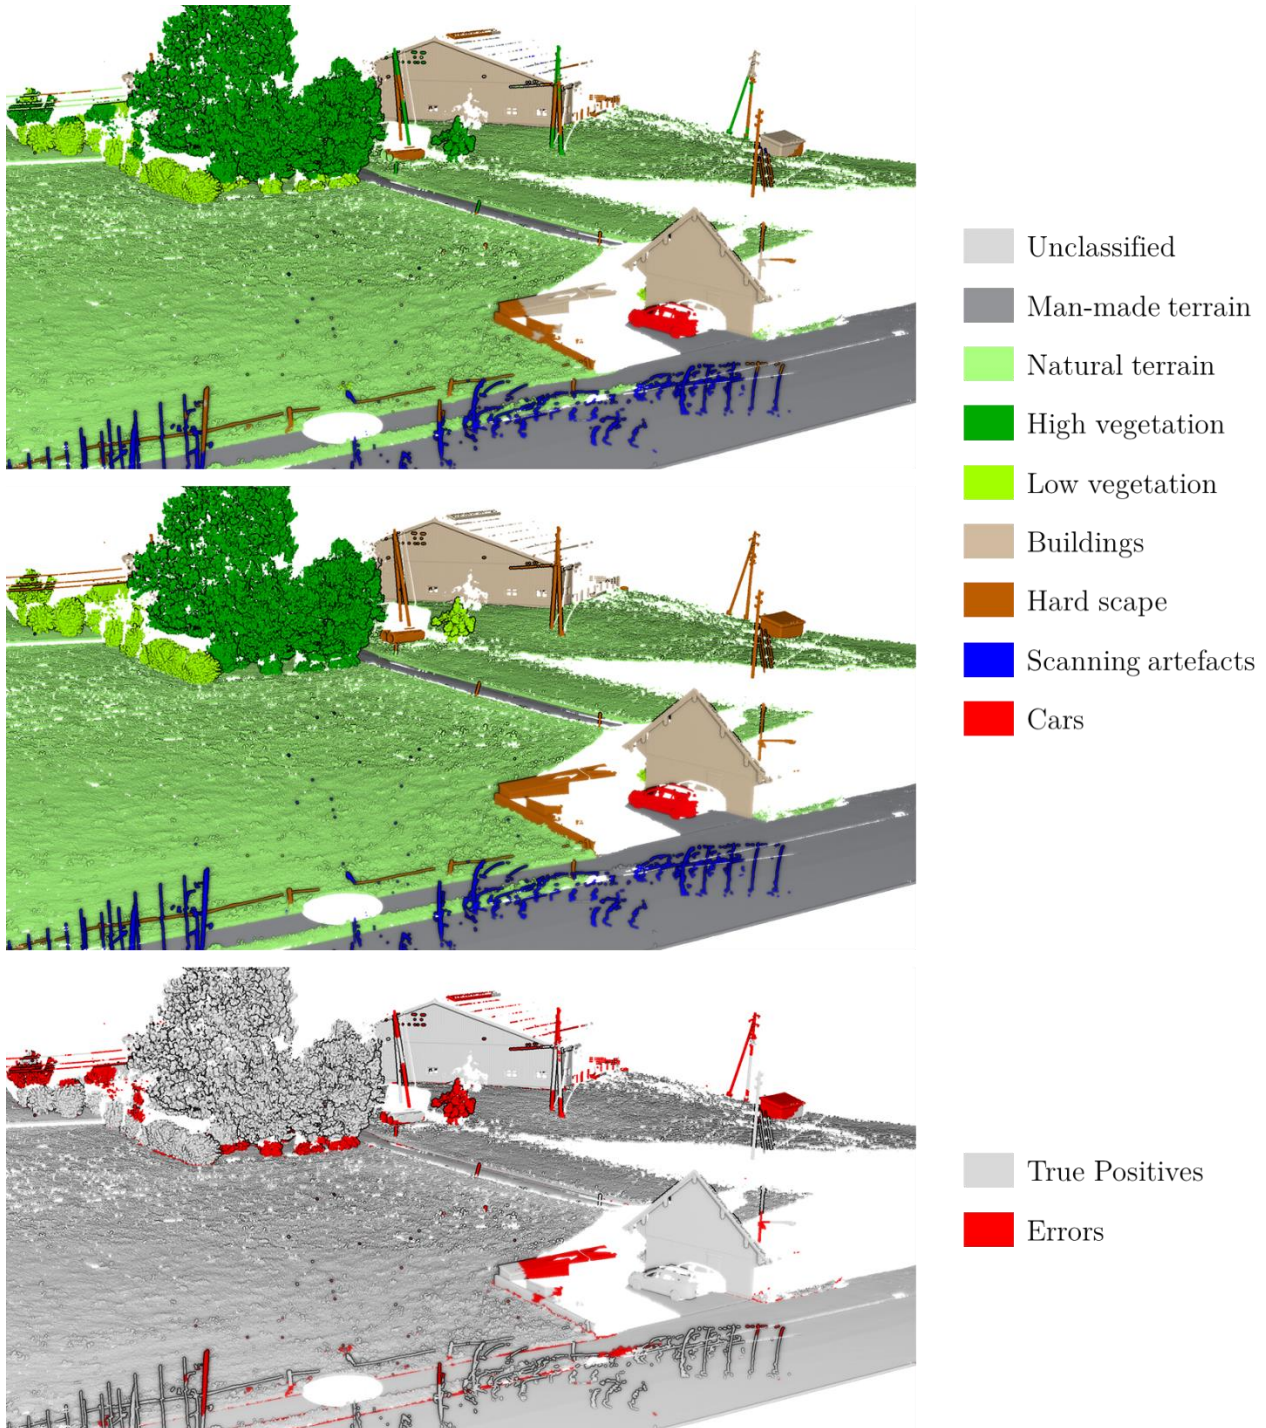 Unclassified
Man-made terrain
Natural terrain
High vegetation
Low vegetation
Buildings
Hard scape
Scanning artefacts
Cars
True Positives
Errors